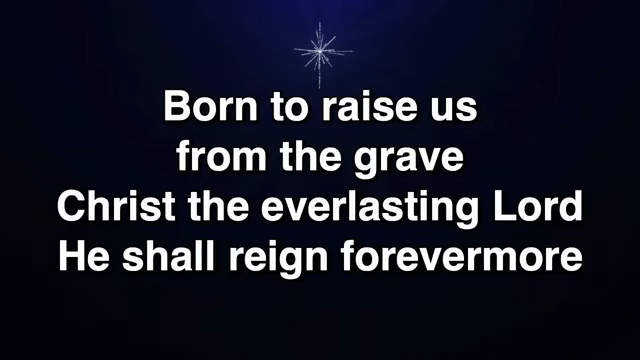 Born to raise us
from the grave
Christ the everlasting Lord
He shall reign forevermore